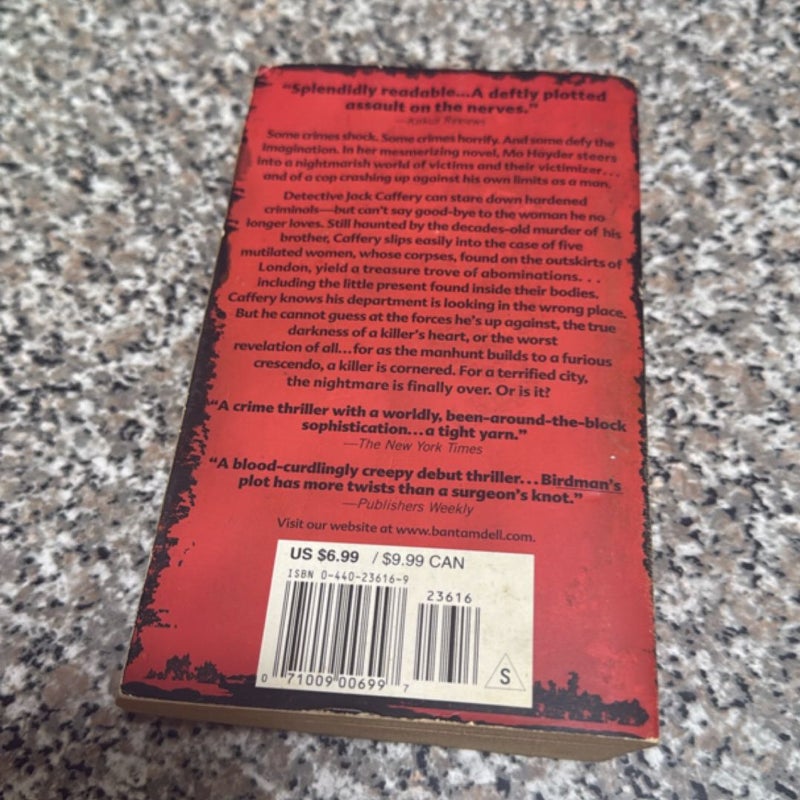 “Splendidly readable...A deftly plotted
assault on the nerves.”
—Kirkus Reviews
Some crimes shock. Some crimes horrify. And some defy the
imagination. In her mesmerizing novel, Mo Hayder steers
into a nightmarish world of victims and their victimizer...
and of a cop crashing up against his own limits as a man.
Detective Jack Caffery can stare down hardened
criminals—but can't say good-bye to the woman he no
longer loves. Still haunted by the decades-old murder of his
brother, Caffery slips easily into the case of five
mutilated women, whose corpses, found on the outskirts of
London, yield a treasure trove of abominations...
including the little present found inside their bodies.
Caffery knows his department is looking in the wrong place.
But he cannot guess at the forces he's up against, the true
darkness of a killer's heart, or the worst
revelation of all...for as the manhunt builds to a furious
crescendo, a killer is cornered. For a terrified city,
the nightmare is finally over. Or is it?
“A crime thriller with a worldly, been-around-the-block
sophistication...a tight yarn.”
—The New York Times
“A blood-curdlingly creepy debut thriller...Birdman's
plot has more twists than a surgeon's knot.”
—Publishers Weekly
Visit our website at www.bantamdell.com.
US $6.99 / $9.99 CAN
ISBN 0-440-23616-9
23616
0 71009 00699 7
S